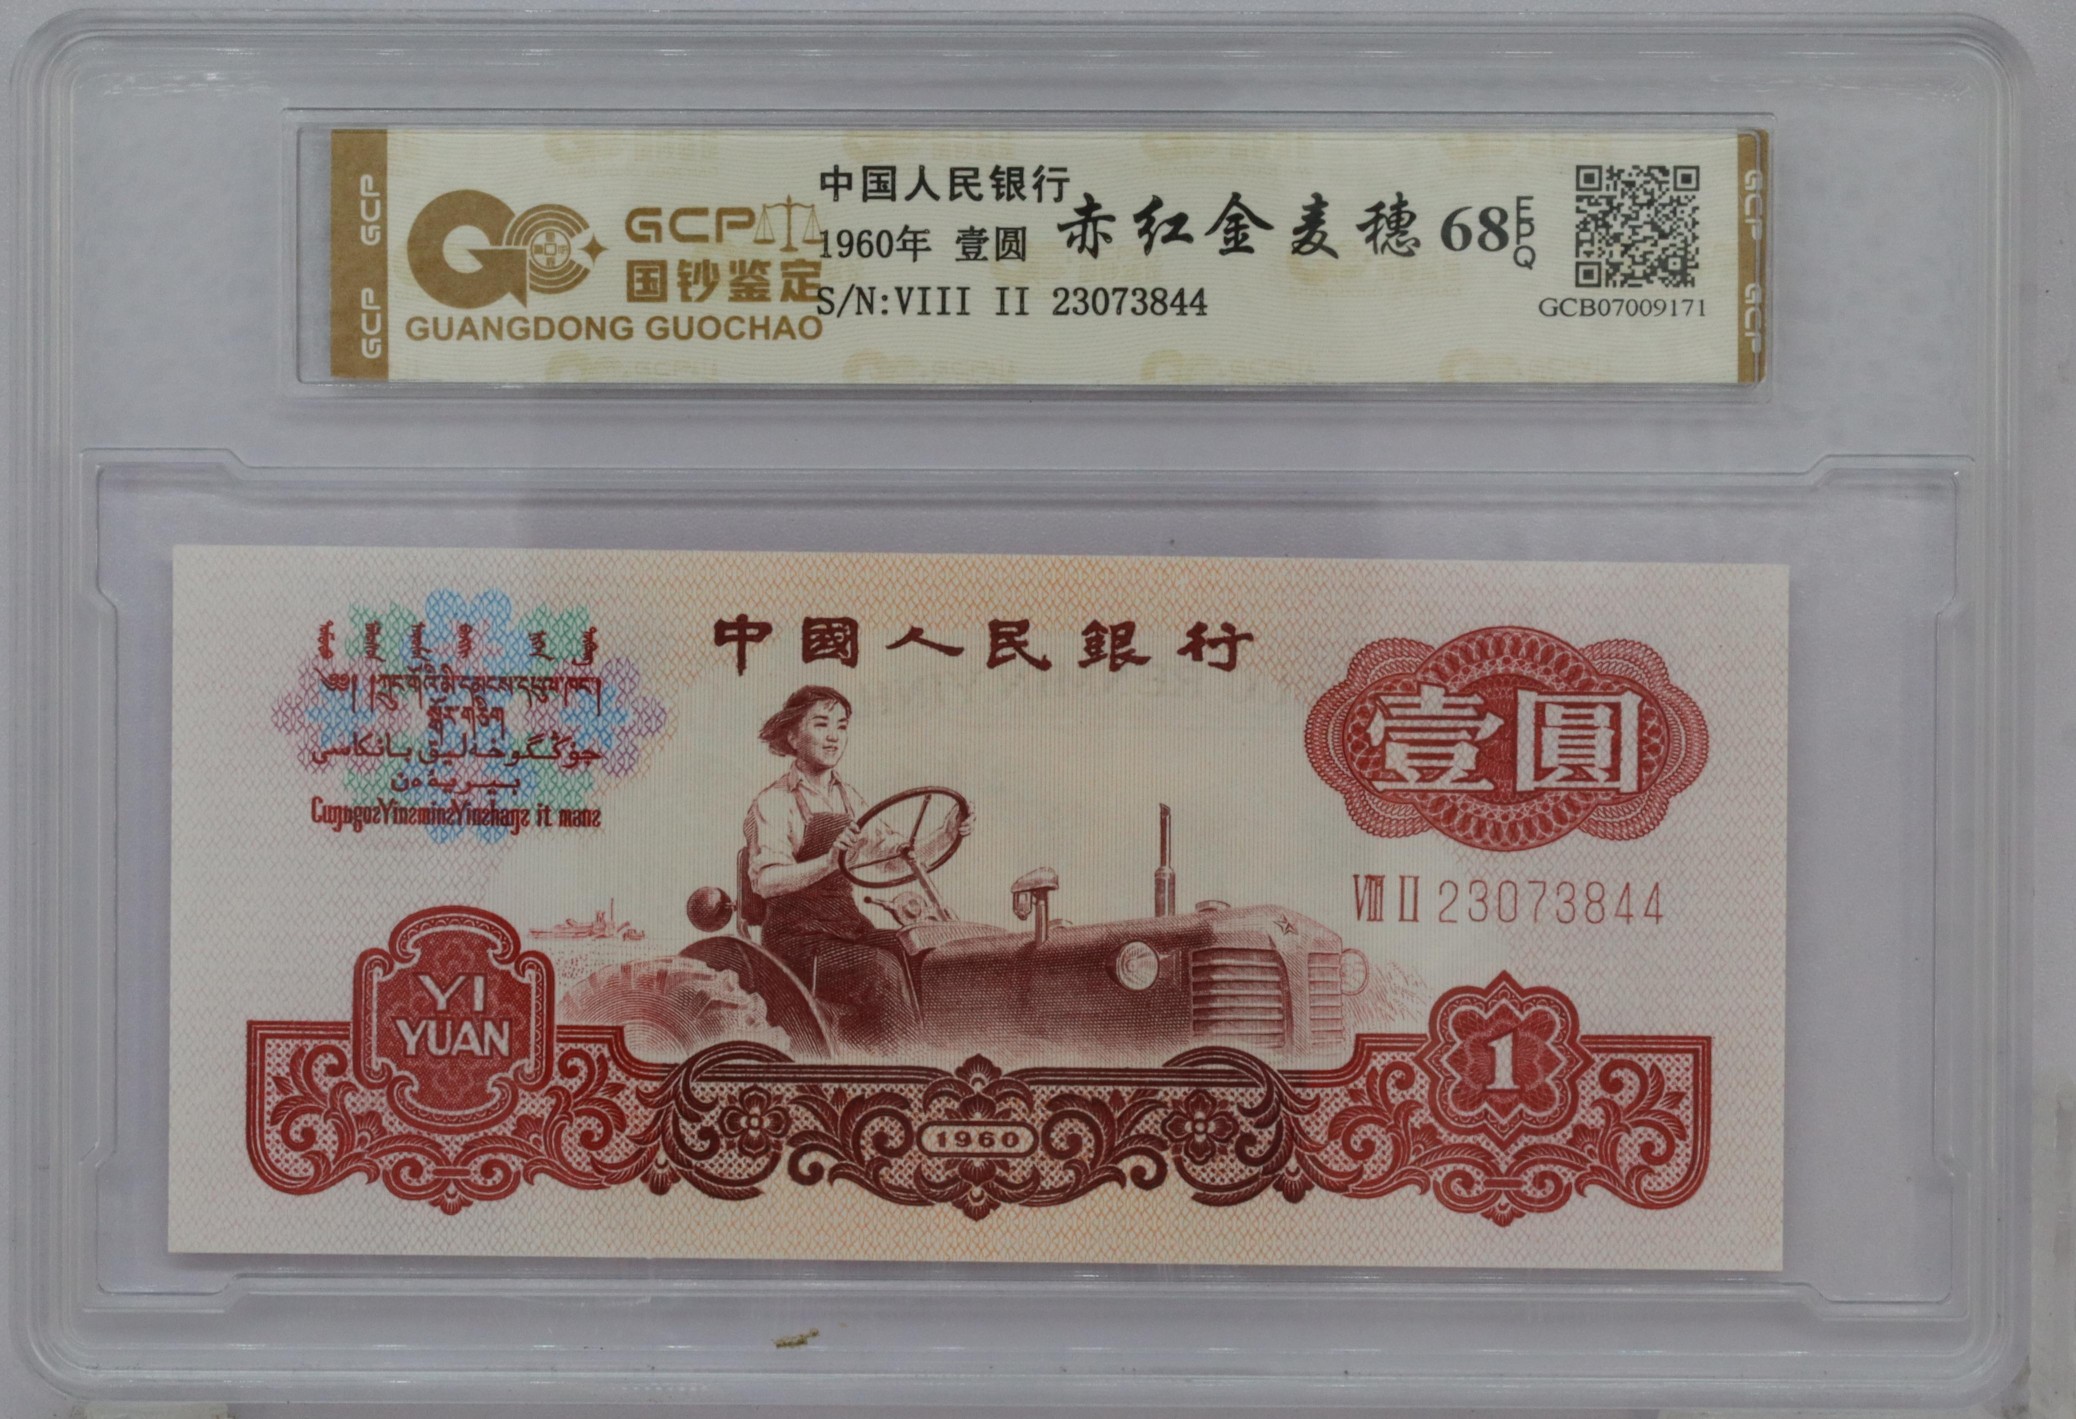 GCP
GCP
GCP
国钞鉴定
GUANGDONG GUOCHAO
中国人民银行
1960年 壹圆
S/N:VIII II 23073844
赤红金麦穗 68 EPQ
GCB07009171
GCP
GCP
中國人民銀行
壹圓
VIII II 23073844
YI
YUAN
1960
1